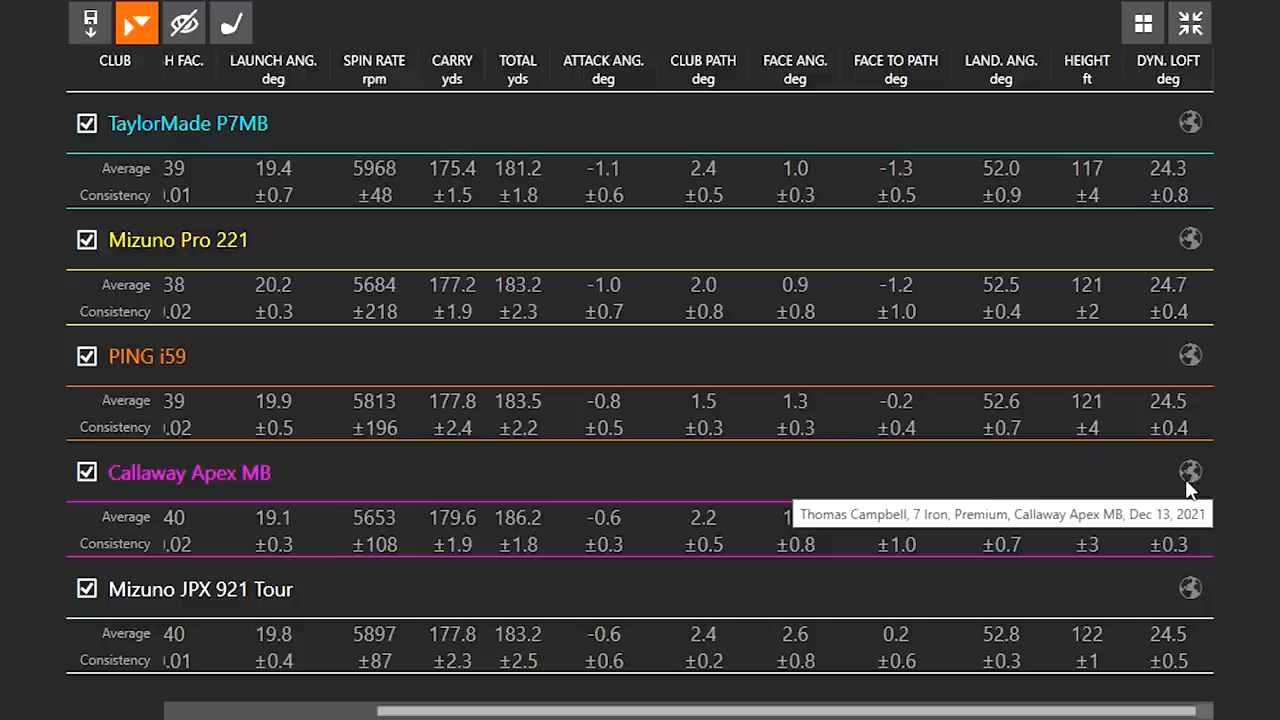 CLUB H FAC. LAUNCH ANG. SPIN RATE CARRY TOTAL ATTACK ANG. CLUB PATH FACE ANG. FACE TO PATH LAND. ANG. HEIGHT DYN. LOFT
deg rpm yds yds deg deg deg deg deg ft deg
TaylorMade P7MB
Average 39 19.4 5968 175.4 181.2 -1.1 2.4 1.0 -1.3 52.0 117 24.3
Consistency .01 ±0.7 ±48 ±1.5 ±1.8 ±0.6 ±0.5 ±0.3 ±0.5 ±0.9 ±4 ±0.8
Mizuno Pro 221
Average 38 20.2 5684 177.2 183.2 -1.0 2.0 0.9 -1.2 52.5 121 24.7
Consistency .02 ±0.3 ±218 ±1.9 ±2.3 ±0.7 ±0.8 ±0.8 ±1.0 ±0.4 ±2 ±0.4
PING i59
Average 39 19.9 5813 177.8 183.5 -0.8 1.5 1.3 -0.2 52.6 121 24.5
Consistency .02 ±0.5 ±196 ±2.4 ±2.2 ±0.5 ±0.3 ±0.3 ±0.4 ±0.7 ±4 ±0.4
Callaway Apex MB
Average 40 19.1 5653 179.6 186.2 -0.6 2.2 1
Thomas Campbell, 7 Iron, Premium, Callaway Apex MB, Dec 13, 2021
Consistency .02 ±0.3 ±108 ±1.9 ±1.8 ±0.3 ±0.5 ±0.8 ±1.0 ±0.7 ±3 ±0.3
Mizuno JPX 921 Tour
Average 40 19.8 5897 177.8 183.2 -0.6 2.4 2.6 0.2 52.8 122 24.5
Consistency .01 ±0.4 ±87 ±2.3 ±2.5 ±0.6 ±0.2 ±0.8 ±0.6 ±0.3 ±1 ±0.5